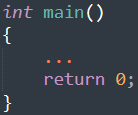 int main()
{
    ...
    return 0;
}